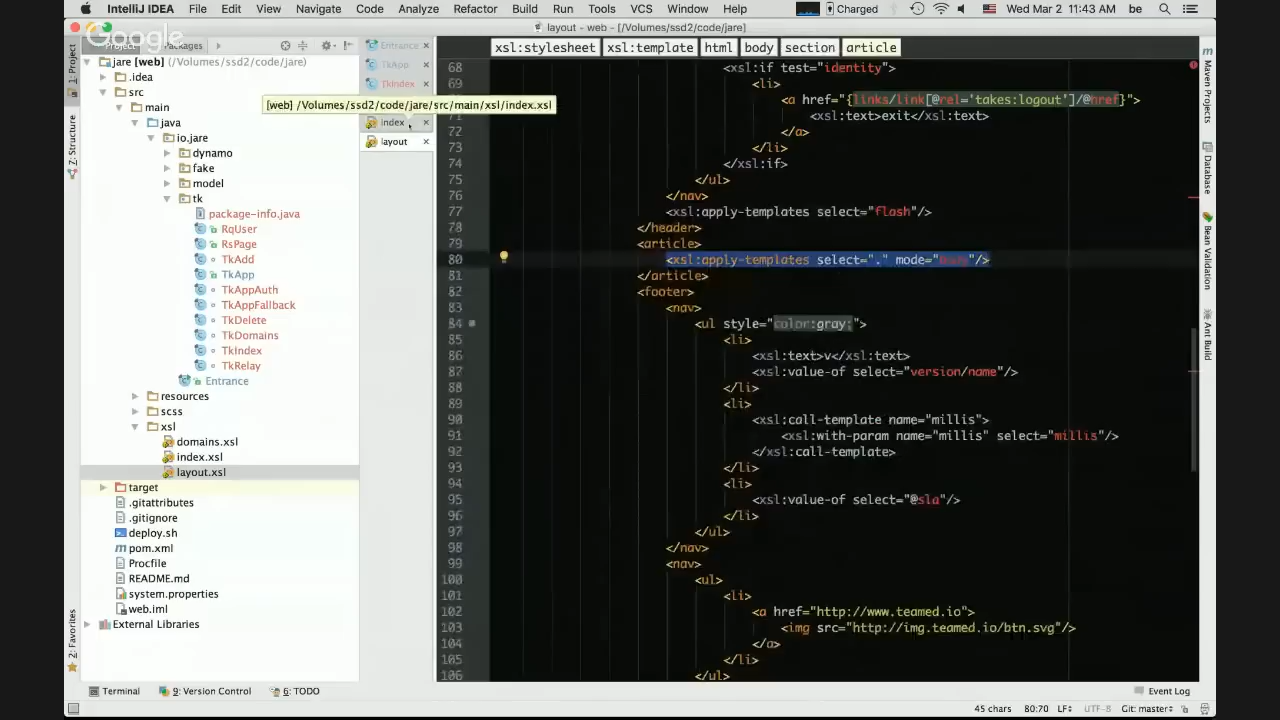 IntelliJ IDEA File Edit View Navigate Code Analyze Refactor Build Run Tools VCS Window Help Charged Wed Mar 2 11:43 AM be
layout - web - [/Volumes/ssd2/code/jare]
Google
Project Packages
1: Project
Z: Structure
2: Favorites
jare [web] (/Volumes/ssd2/code/jare)
.idea
src
main
java
io.jare
dynamo
fake
model
tk
package-info.java
RqUser
RsPage
TkAdd
TkApp
TkAppAuth
TkAppFallback
TkDelete
TkDomains
TkIndex
TkRelay
Entrance
resources
scss
xsl
domains.xsl
index.xsl
layout.xsl
target
.gitattributes
.gitignore
deploy.sh
pom.xml
Procfile
README.md
system.properties
web.iml
External Libraries
Entrance
TkApp
TkIndex
[web] /Volumes/ssd2/code/jare/src/main/xsl/index.xsl
index
layout
xsl:stylesheet xsl:template html body section article
68 <xsl:if test="identity">
69 <li>
70 <a href="{links/link[@rel='takes:logout']/@href}">
71 <xsl:text>exit</xsl:text>
72 </a>
73 </li>
74 </xsl:if>
75 </ul>
76 </nav>
77 <xsl:apply-templates select="flash"/>
78 </header>
79 <article>
80 <xsl:apply-templates select="." mode="body"/>
81 </article>
82 <footer>
83 <nav>
84 <ul style="color:gray;">
85 <li>
86 <xsl:text>v</xsl:text>
87 <xsl:value-of select="version/name"/>
88 </li>
89 <li>
90 <xsl:call-template name="millis">
91 <xsl:with-param name="millis" select="millis"/>
92 </xsl:call-template>
93 </li>
94 <li>
95 <xsl:value-of select="@sla"/>
96 </li>
97 </ul>
98 </nav>
99 <nav>
100 <ul>
101 <li>
102 <a href="http://www.teamed.io">
103 <img src="http://img.teamed.io/btn.svg"/>
104 </a>
105 </li>
106 </ul>
Maven Projects
Database
Bean Validation
Ant Build
Terminal 9: Version Control 6: TODO Event Log
45 chars 80:70 LF UTF-8 Git: master